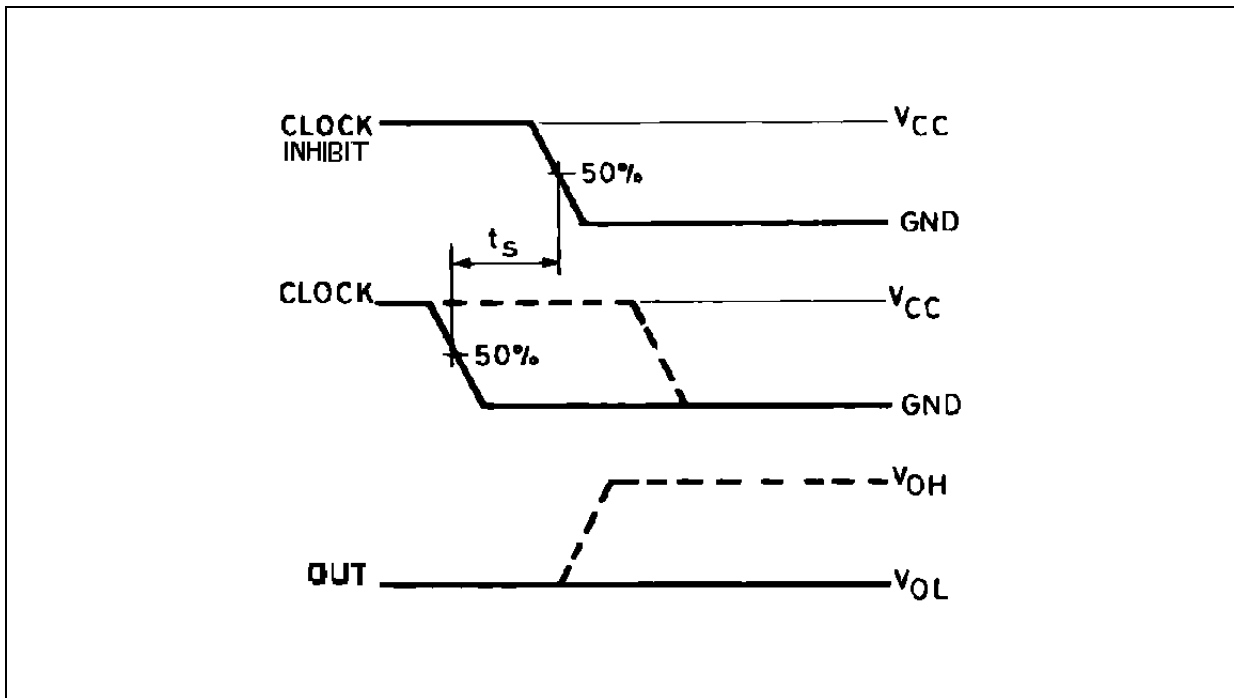 CLOCK
INHIBIT
VCC
50%
GND
ts
CLOCK
VCC
50%
GND
VOH
OUT
VOL